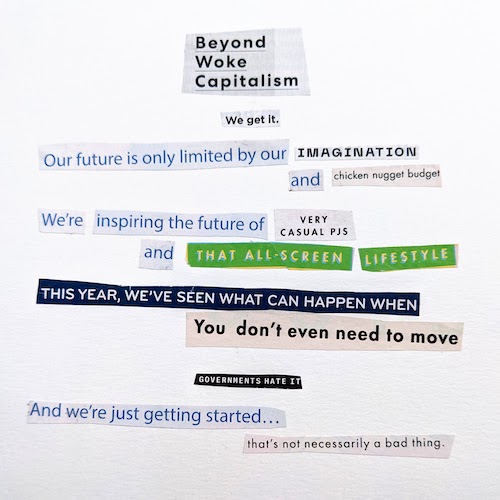 Beyond
Woke
Capitalism
We get it.
Our future is only limited by our IMAGINATION
and chicken nugget budget
We're inspiring the future of VERY
CASUAL PJS
and THAT ALL-SCREEN LIFESTYLE
THIS YEAR, WE'VE SEEN WHAT CAN HAPPEN WHEN
You don't even need to move
GOVERNMENTS HATE IT
And we're just getting started...
that's not necessarily a bad thing.